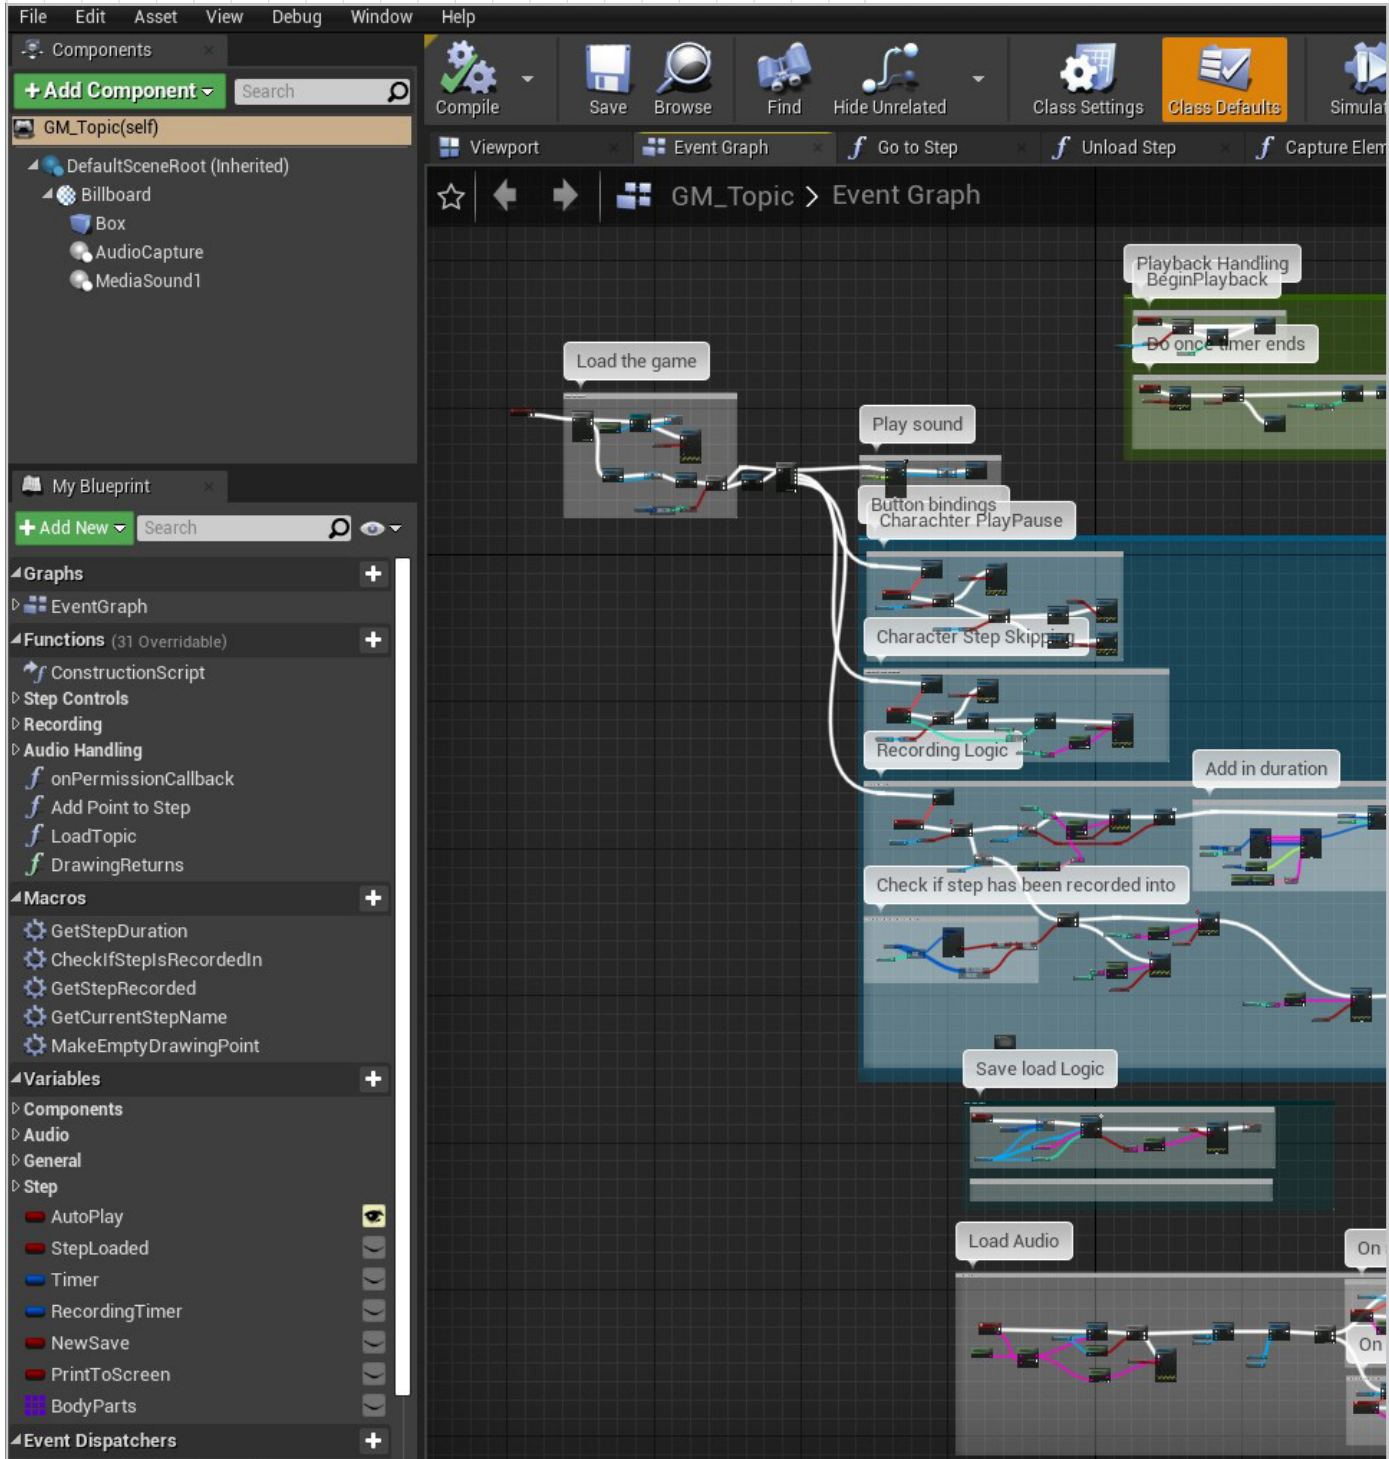 File Edit Asset View Debug Window Help
Components
+ Add Component
Search
GM_Topic(self)
DefaultSceneRoot (Inherited)
Billboard
Box
AudioCapture
MediaSound1
My Blueprint
+ Add New
Search
Graphs
EventGraph
Functions (31 Overridable)
ConstructionScript
Step Controls
Recording
Audio Handling
onPermissionCallback
Add Point to Step
LoadTopic
DrawingReturns
Macros
GetStepDuration
CheckIfStepIsRecordedIn
GetStepRecorded
GetCurrentStepName
MakeEmptyDrawingPoint
Variables
Components
Audio
General
Step
AutoPlay
StepLoaded
Timer
RecordingTimer
NewSave
PrintToScreen
BodyParts
Event Dispatchers
Compile Save Browse Find Hide Unrelated Class Settings Class Defaults Simulat
Viewport Event Graph Go to Step Unload Step Capture Elem
GM_Topic > Event Graph
Playback Handling
BeginPlayback
Do once timer ends
Load the game
Play sound
Button bindings
Charachter PlayPause
Character Step Skipping
Recording Logic
Add in duration
Check if step has been recorded into
Save load Logic
Load Audio
On
On